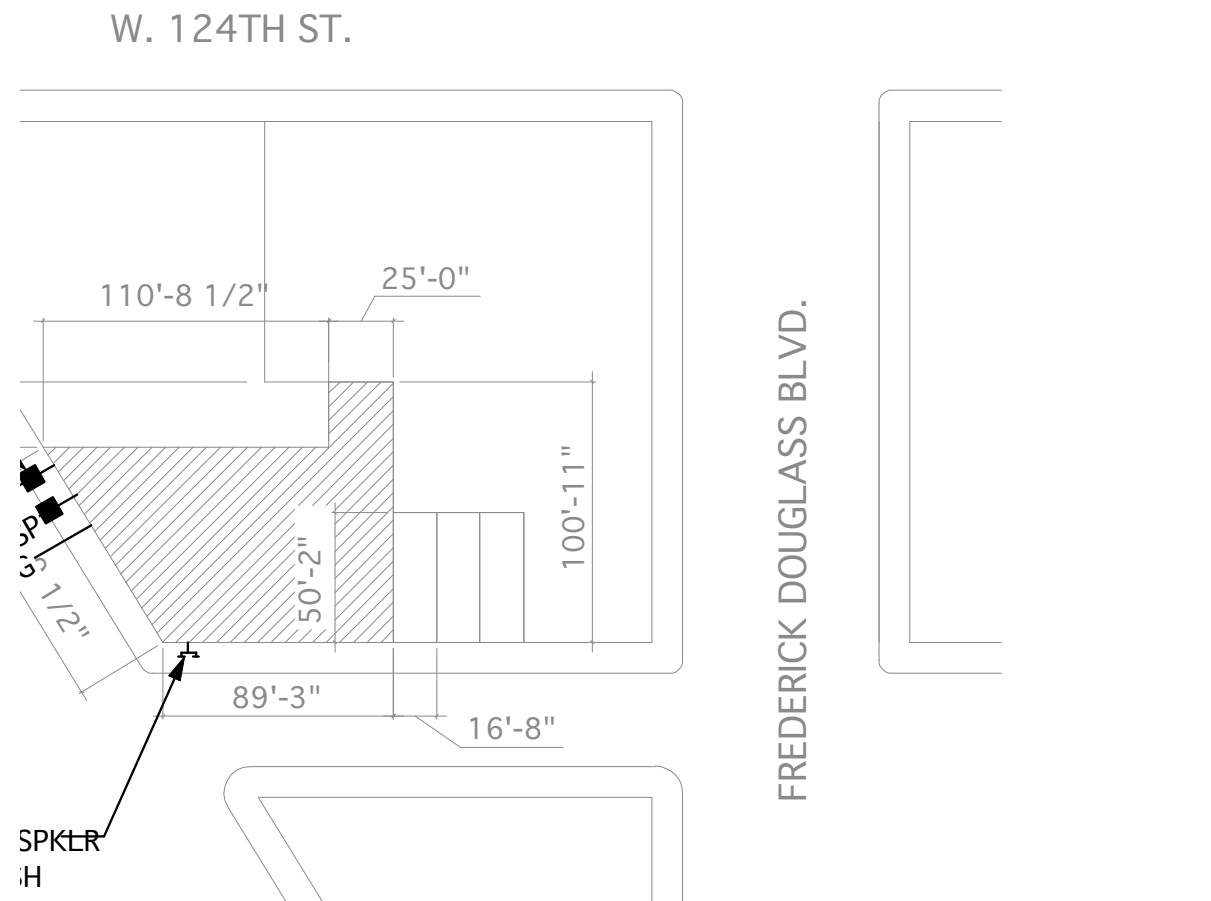 W. 124TH ST.
25'-0"
110'-8 1/2"
FREDERICK DOUGLASS BLVD.
100'-11"
50'-2"
1/2"
89'-3"
16'-8"
SPKLR